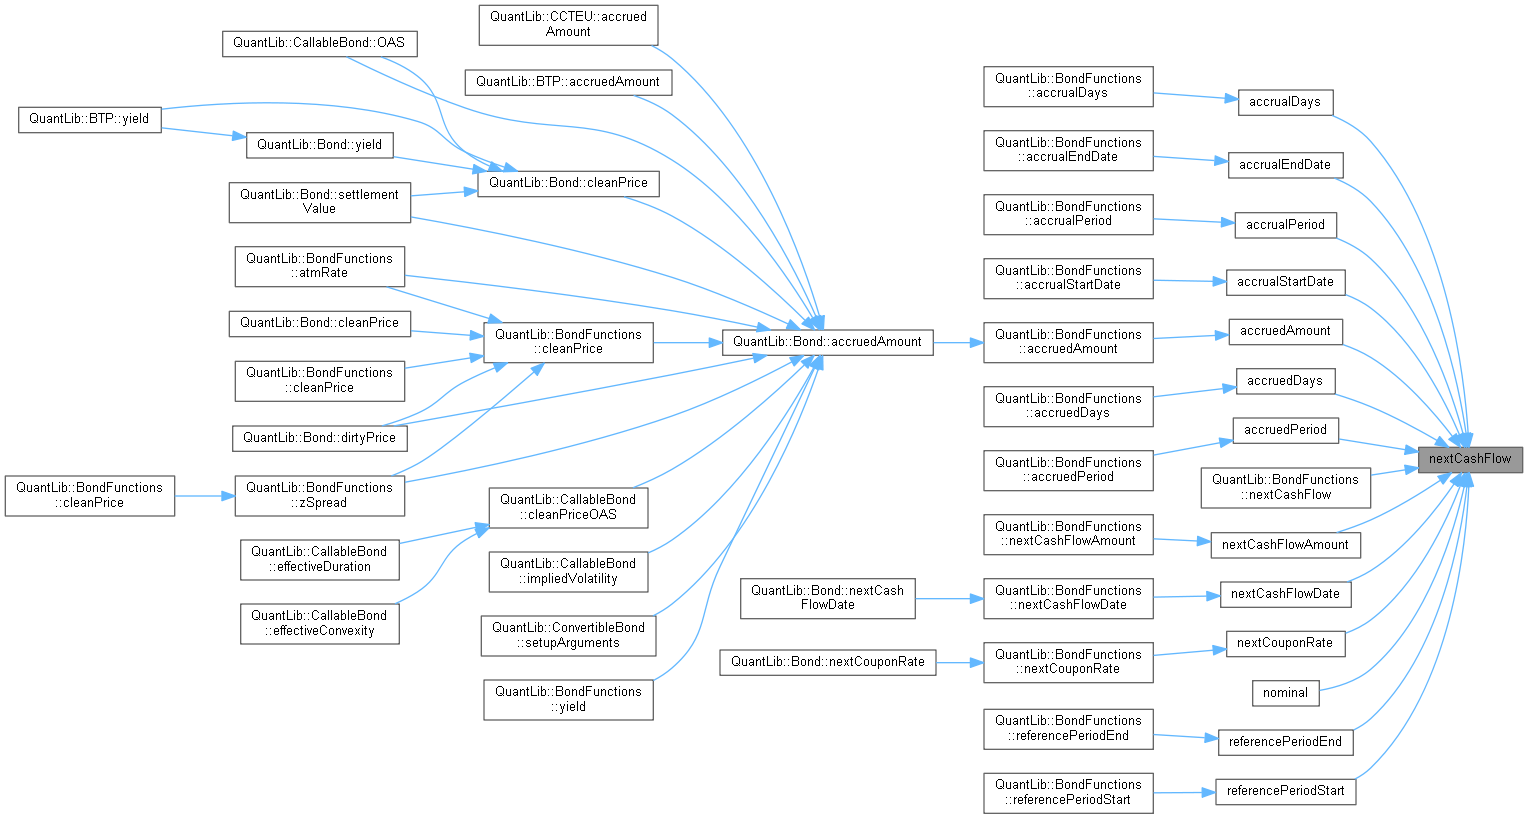 QuantLib::CCTEU::accrued
Amount
QuantLib::CallableBond::OAS
QuantLib::BTP::accruedAmount
QuantLib::BTP::yield
QuantLib::Bond::yield
QuantLib::Bond::cleanPrice
QuantLib::Bond::settlement
Value
QuantLib::BondFunctions
::atmRate
QuantLib::Bond::cleanPrice
QuantLib::BondFunctions
::cleanPrice
QuantLib::BondFunctions
::cleanPrice
QuantLib::Bond::dirtyPrice
QuantLib::BondFunctions
::cleanPrice
QuantLib::BondFunctions
::zSpread
QuantLib::CallableBond
::cleanPriceOAS
QuantLib::CallableBond
::effectiveDuration
QuantLib::CallableBond
::impliedVolatility
QuantLib::CallableBond
::effectiveConvexity
QuantLib::ConvertibleBond
::setupArguments
QuantLib::BondFunctions
::yield
QuantLib::Bond::accruedAmount
QuantLib::Bond::nextCash
FlowDate
QuantLib::Bond::nextCouponRate
QuantLib::BondFunctions
::accrualDays
QuantLib::BondFunctions
::accrualEndDate
QuantLib::BondFunctions
::accrualPeriod
QuantLib::BondFunctions
::accrualStartDate
QuantLib::BondFunctions
::accruedAmount
QuantLib::BondFunctions
::accruedDays
QuantLib::BondFunctions
::accruedPeriod
QuantLib::BondFunctions
::nextCashFlowAmount
QuantLib::BondFunctions
::nextCashFlowDate
QuantLib::BondFunctions
::nextCouponRate
QuantLib::BondFunctions
::referencePeriodEnd
QuantLib::BondFunctions
::referencePeriodStart
accrualDays
accrualEndDate
accrualPeriod
accrualStartDate
accruedAmount
accruedDays
accruedPeriod
QuantLib::BondFunctions
::nextCashFlow
nextCashFlowAmount
nextCashFlowDate
nextCouponRate
nominal
referencePeriodEnd
referencePeriodStart
nextCashFlow